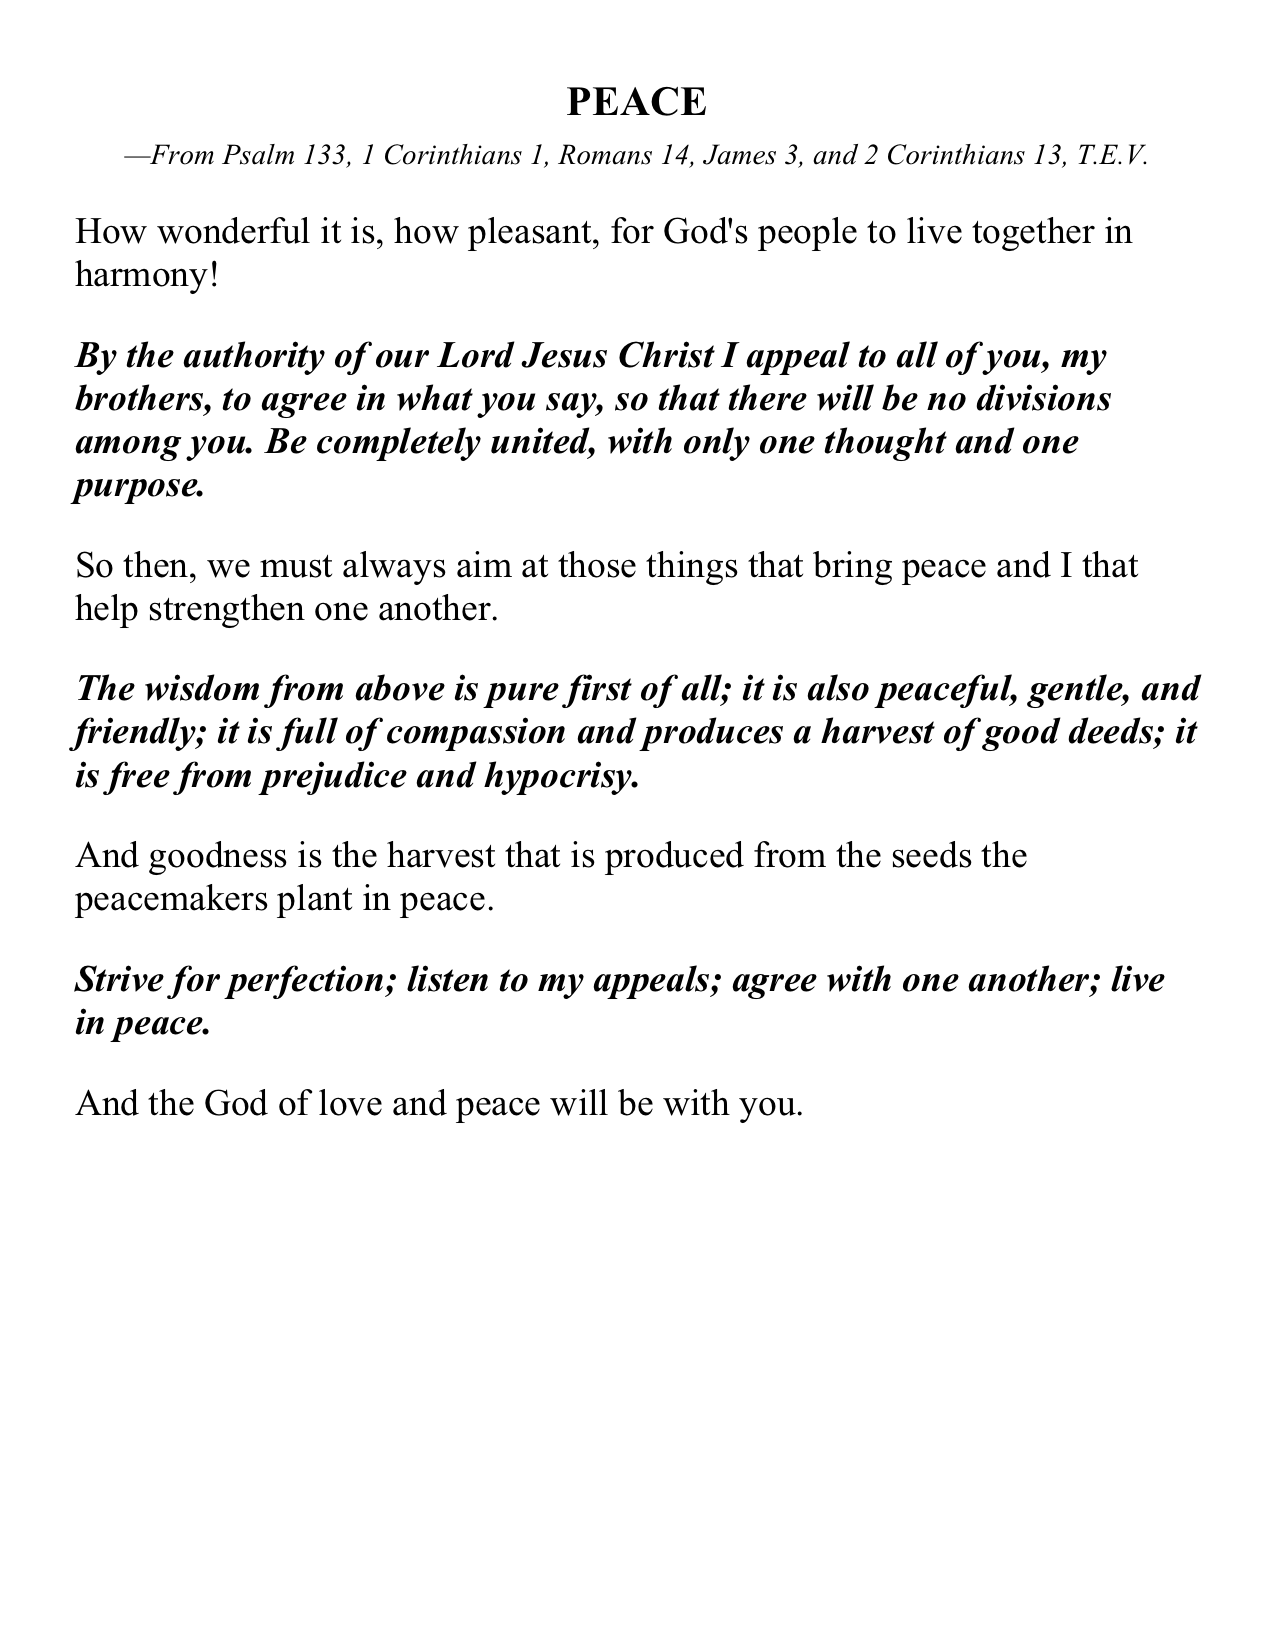 PEACE
—From Psalm 133, 1 Corinthians 1, Romans 14, James 3, and 2 Corinthians 13, T.E.V.
How wonderful it is, how pleasant, for God's people to live together in
harmony!
By the authority of our Lord Jesus Christ I appeal to all of you, my
brothers, to agree in what you say, so that there will be no divisions
among you. Be completely united, with only one thought and one
purpose.
So then, we must always aim at those things that bring peace and I that
help strengthen one another.
The wisdom from above is pure first of all; it is also peaceful, gentle, and
friendly; it is full of compassion and produces a harvest of good deeds; it
is free from prejudice and hypocrisy.
And goodness is the harvest that is produced from the seeds the
peacemakers plant in peace.
Strive for perfection; listen to my appeals; agree with one another; live
in peace.
And the God of love and peace will be with you.